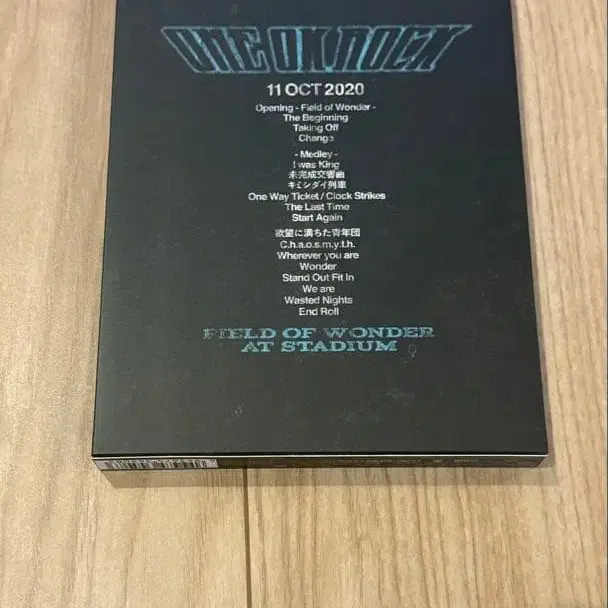 ONE OK ROCK
11 OCT 2020
Opening - Field of Wonder -
The Beginning
Taking Off
Change
- Medley -
I was King
未完成交響曲
キミシダイ列車
One Way Ticket / Clock Strikes
The Last Time
Start Again
欲望に満ちた青年団
C.h.a.o.s.m.y.t.h.
Wherever you are
Wonder
Stand Out Fit In
We are
Wasted Nights
End Roll
FIELD OF WONDER
AT STADIUM